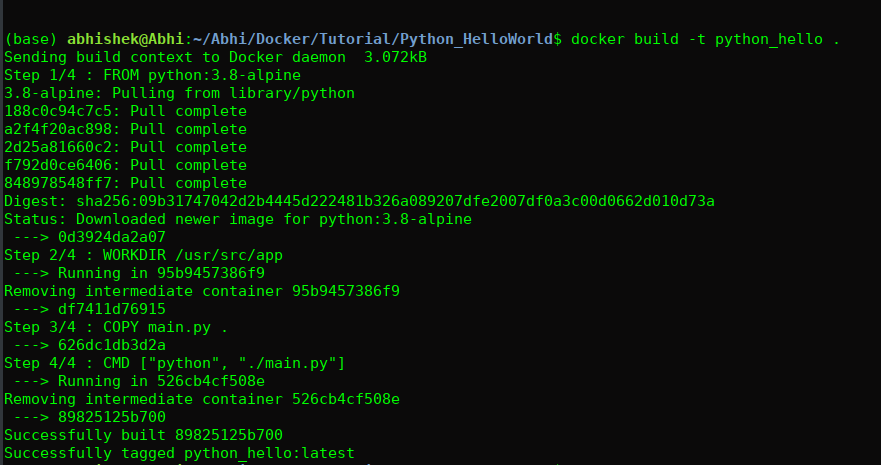 (base) abhishek@Abhi:~/Abhi/Docker/Tutorial/Python_HelloWorld$ docker build -t python_hello .
Sending build context to Docker daemon  3.072kB
Step 1/4 : FROM python:3.8-alpine
3.8-alpine: Pulling from library/python
188c0c94c7c5: Pull complete
a2f4f20ac898: Pull complete
2d25a81660c2: Pull complete
f792d0ce6406: Pull complete
848978548ff7: Pull complete
Digest: sha256:09b31747042d2b4445d222481b326a089207dfe2007df0a3c00d0662d010d73a
Status: Downloaded newer image for python:3.8-alpine
 ---> 0d3924da2a07
Step 2/4 : WORKDIR /usr/src/app
 ---> Running in 95b9457386f9
Removing intermediate container 95b9457386f9
 ---> df7411d76915
Step 3/4 : COPY main.py .
 ---> 626dc1db3d2a
Step 4/4 : CMD ["python", "./main.py"]
 ---> Running in 526cb4cf508e
Removing intermediate container 526cb4cf508e
 ---> 89825125b700
Successfully built 89825125b700
Successfully tagged python_hello:latest